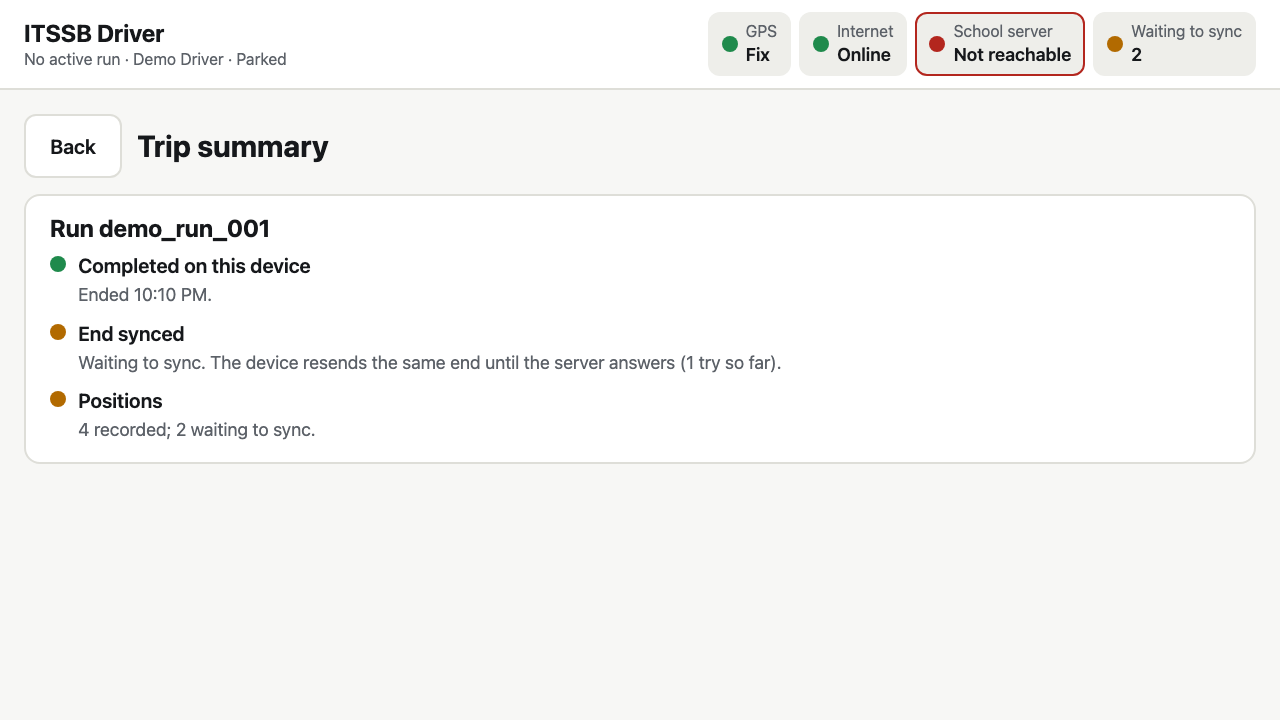 ITSSB Driver
No active run · Demo Driver · Parked
GPS
Fix
Internet
Online
School server
Not reachable
Waiting to sync
2
Back
Trip summary
Run demo_run_001
Completed on this device
Ended 10:10 PM.
End synced
Waiting to sync. The device resends the same end until the server answers (1 try so far).
Positions
4 recorded; 2 waiting to sync.